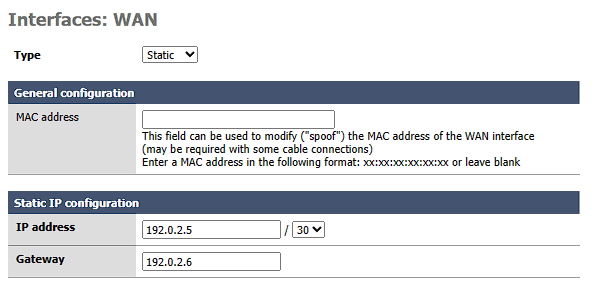 Interfaces: WAN
Type Static
General configuration
MAC address
This field can be used to modify ("spoof") the MAC address of the WAN interface
(may be required with some cable connections)
Enter a MAC address in the following format: xx:xx:xx:xx:xx:xx or leave blank
Static IP configuration
IP address 192.0.2.5 / 30
Gateway 192.0.2.6